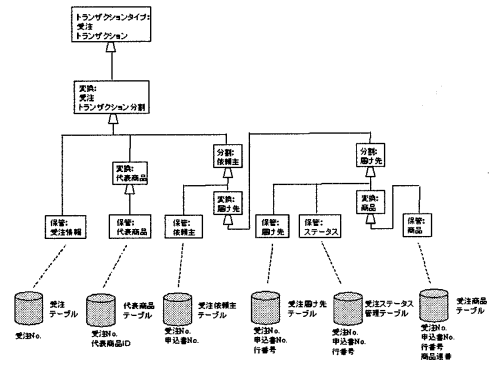 トランザクションタイプ:
受注
トランザクション
変換:
受注
トランザクション分割
変換:
代表商品
分割:
依頼主
変換:
届け先
分割:
届け先
変換:
商品
保管:
受注情報
保管:
代表商品
保管:
依頼主
保管:
届け先
保管:
ステータス
保管:
商品
受注
テーブル
受注No.
代表商品
テーブル
受注No.
代表商品ID
受注依頼主
テーブル
受注No.
申込書No.
受注届け先
テーブル
受注No.
申込書No.
行番号
受注ステータス
管理テーブル
受注No.
申込書No.
行番号
受注商品
テーブル
受注No.
申込書No.
行番号
商品連番